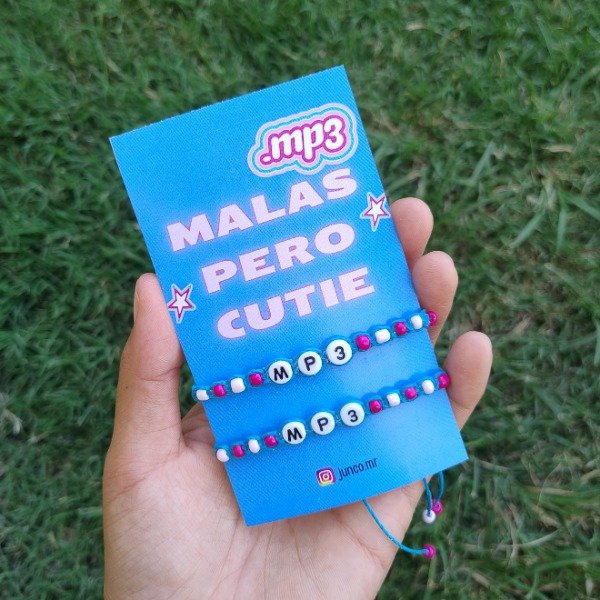 .mp3
MALAS
PERO
CUTIE
MP3
MP3
junco.mr